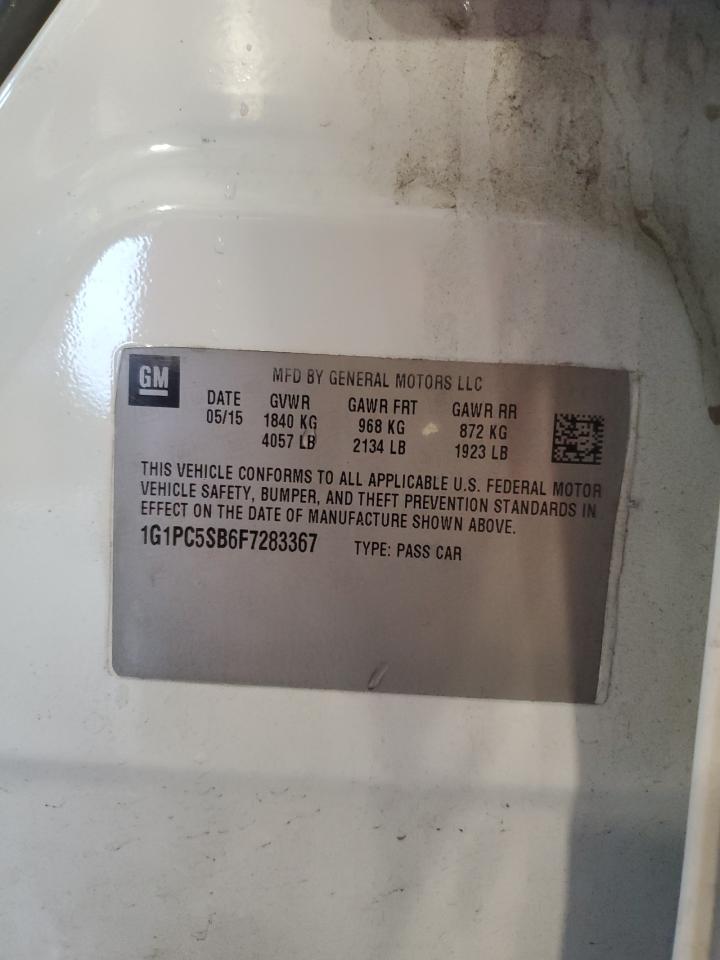 GM
MFD BY GENERAL MOTORS LLC
DATE GVWR GAWR FRT GAWR RR
05/15 1840 KG 968 KG 872 KG
4057 LB 2134 LB 1923 LB
THIS VEHICLE CONFORMS TO ALL APPLICABLE U.S. FEDERAL MOTOR
VEHICLE SAFETY, BUMPER, AND THEFT PREVENTION STANDARDS IN
EFFECT ON THE DATE OF MANUFACTURE SHOWN ABOVE.
1G1PC5SB6F7283367 TYPE: PASS CAR